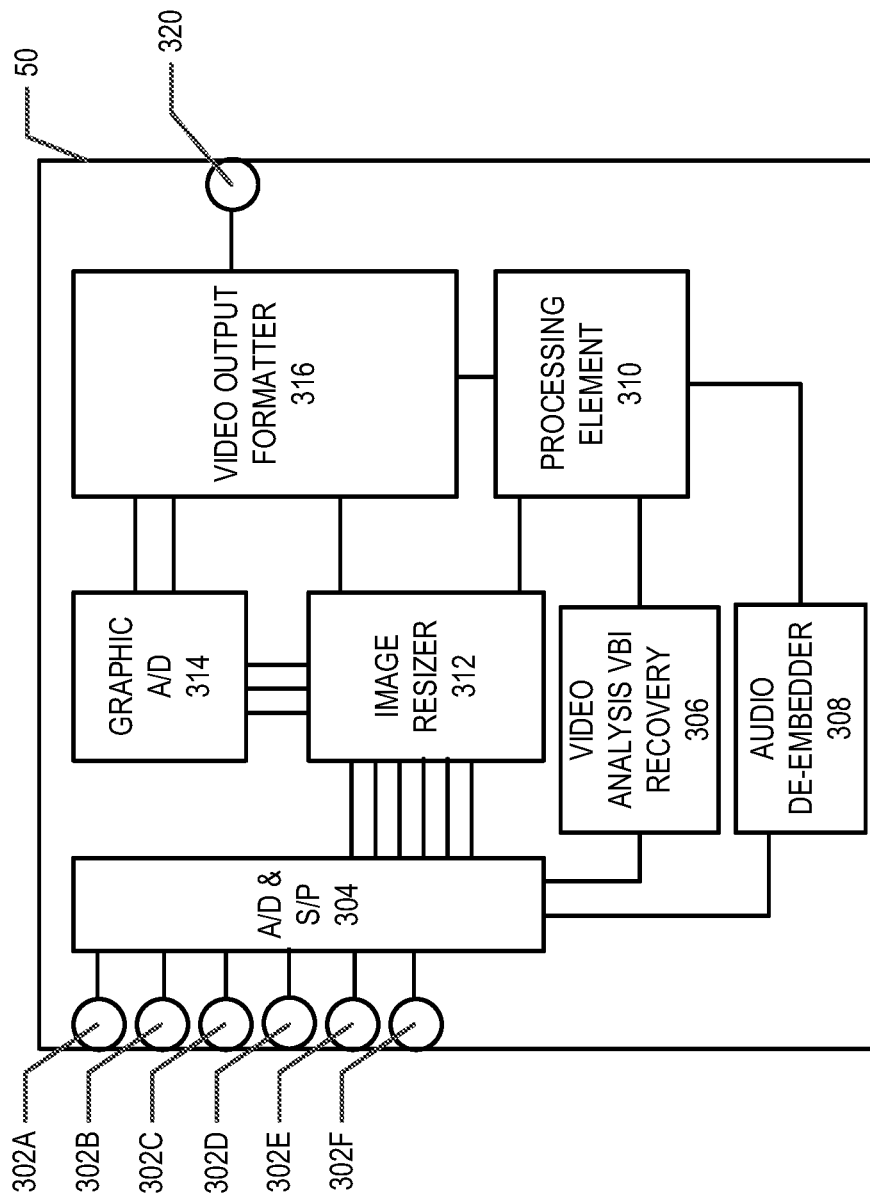 50
320
302A
302B
302C
302D
302E
302F
A/D &
S/P
304
GRAPHIC
A/D
314
IMAGE
RESIZER
312
VIDEO OUTPUT
FORMATTER
316
PROCESSING
ELEMENT
310
VIDEO
ANALYSIS VBI
RECOVERY
306
AUDIO
DE-EMBEDDER
308